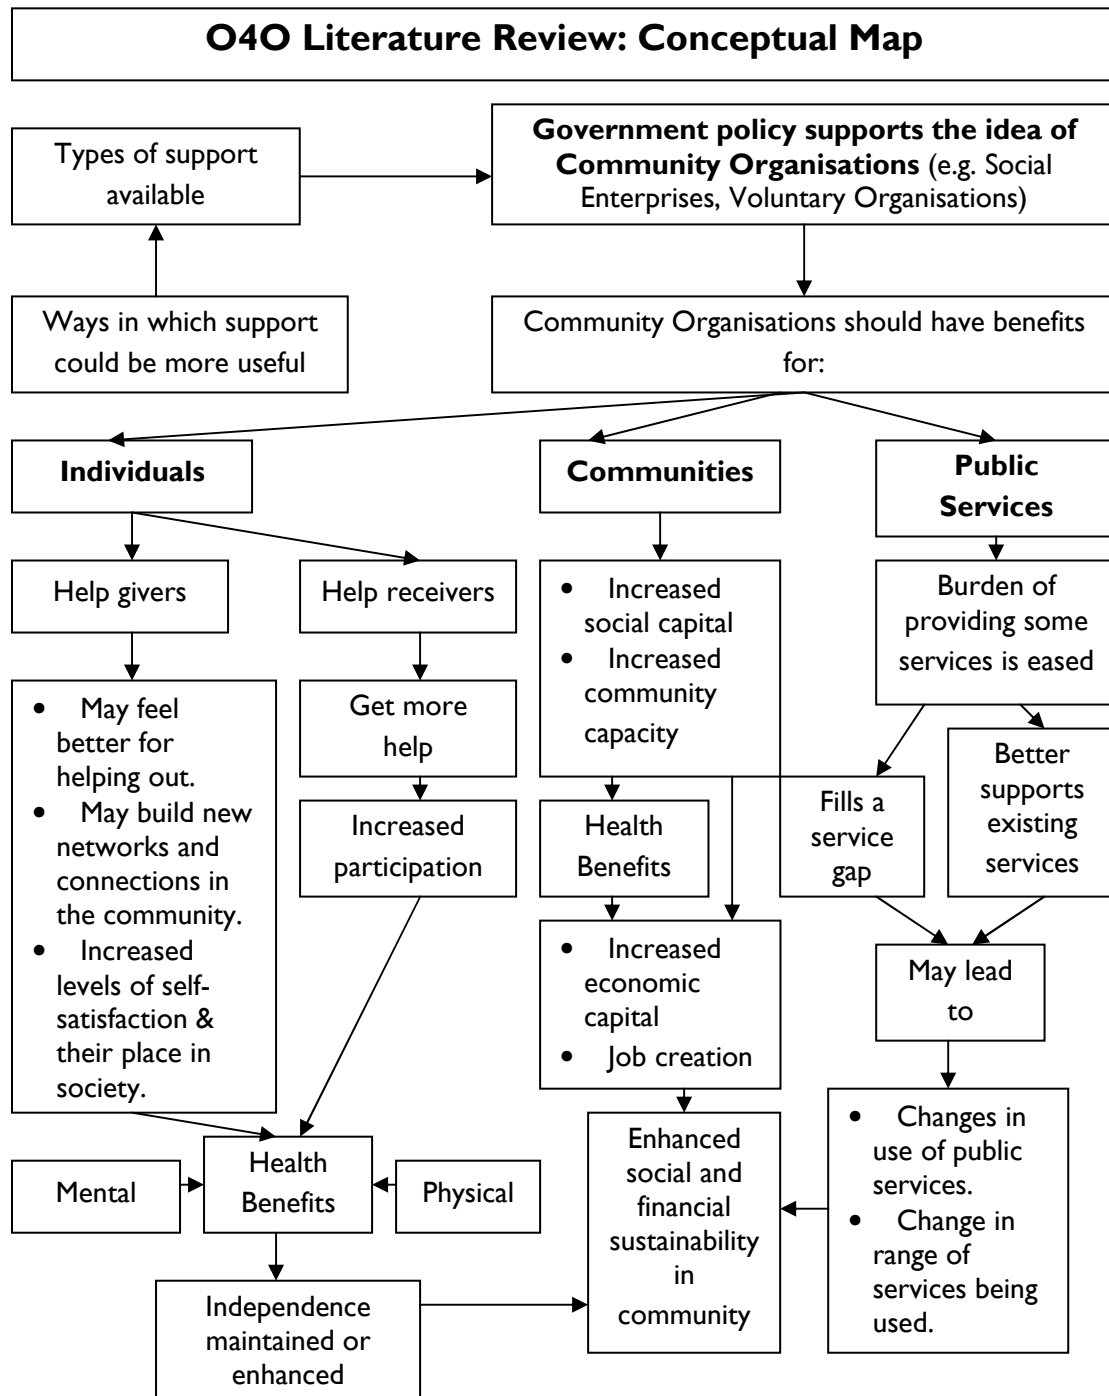 O4O Literature Review: Conceptual Map
Types of support
available
Government policy supports the idea of
Community Organisations (e.g. Social
Enterprises, Voluntary Organisations)
Ways in which support
could be more useful
Community Organisations should have benefits
for:
Individuals
Communities
Public
Services
Help givers
Help receivers
• Increased
social capital
• Increased
community
capacity
Burden of
providing some
services is eased
• May feel
better for
helping out.
• May build new
networks and
connections in
the community.
• Increased
levels of self-
satisfaction &
their place in
society.
Get more
help
Increased
participation
Health
Benefits
Fills a
service
gap
Better
supports
existing
services
• Increased
economic
capital
• Job creation
May lead
to
Mental
Health
Benefits
Physical
Enhanced
social and
financial
sustainability
in
community
• Changes in
use of public
services.
• Change in
range of
services being
used.
Independence
maintained or
enhanced